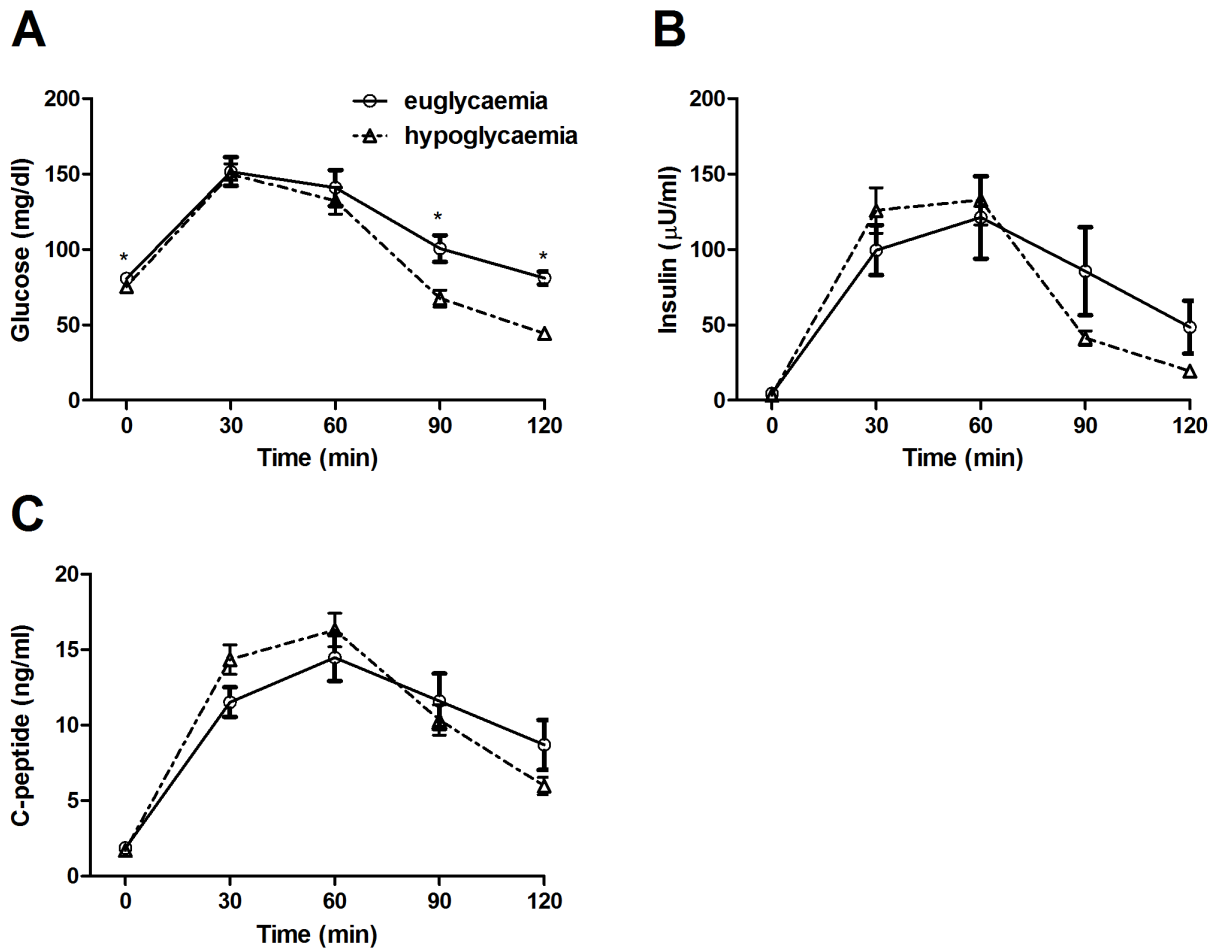 A
B
euglycaemia
hypoglycaemia
Glucose (mg/dl)
200
150
100
50
0
*
*
*
0 30 60 90 120
Time (min)
Insulin (μU/ml)
200
150
100
50
0
0 30 60 90 120
Time (min)
C
C-peptide (ng/ml)
20
15
10
5
0
0 30 60 90 120
Time (min)